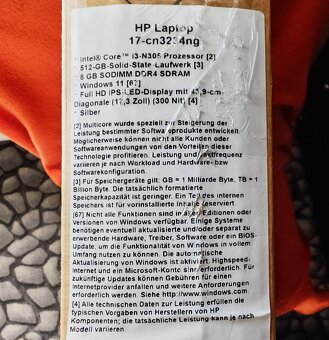 HP Laptop
17-cn3234ng
• Intel® Core™ i3-N305 Prozessor [2]
• 512-GB-Solid-State-Laufwerk [3]
• 8 GB SODIMM DDR4 SDRAM
• Windows 11 [67]
• Full HD IPS-LED-Display mit 43,9-cm-
Diagonale (17,3 Zoll) (300 Nit) [4]
• Silber
[2] Multicore wurde speziell zur Steigerung der
Leistung bestimmter Softwareprodukte entwickelt.
Möglicherweise können nicht alle Kunden oder
Softwareanwendungen von den Vorteilen dieser
Technologie profitieren. Leistung und Taktfrequenz
variieren je nach Workload und Hardware- bzw
Softwarekonfiguration.
[3] Für Speichergeräte gilt: GB = 1 Milliarde Byte, TB = 1
Billion Byte. Die tatsächlich formatierte
Speicherkapazität ist geringer. Ein Teil des internen
Speichers ist für vorinstallierte Inhalte reserviert
[67] Nicht alle Funktionen sind in allen Editionen oder
Versionen von Windows verfügbar. Einige Systeme
benötigen eventuell aktualisierte und/oder separat zu
erwerbende Hardware, Treiber, Software oder ein BIOS-
Update, um die Funktionalität von Windows in vollem
Umfang nutzen zu können. Die automatische
Aktualisierung von Windows ist aktiviert. Highspeed-
Internet und ein Microsoft-Konto sind erforderlich. Für
zukünftige Updates können Gebühren für einen
Internetprovider anfallen und weitere Anforderungen
bestehen. Siehe http://www.windows.com.
[4] Alle technischen Daten zur Leistung erfüllen die
typischen Vorgaben von Herstellern von HP
Komponenten; die tatsächliche Leistung kann je nach
Modell variieren